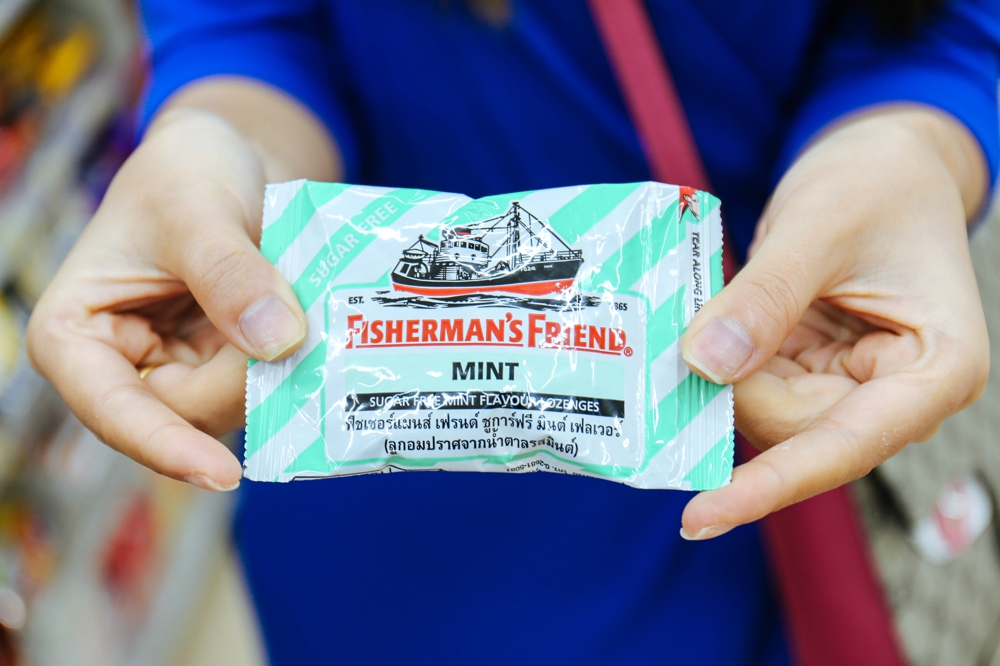 SUGAR FREE
TEAR ALONG
EST.
865
FISHERMAN'S FRIEND®
MINT
SUGAR FREE MINT FLAVOUR LOZENGES
ฟิชเชอร์แมนส์ เฟรนด์ ชูการ์ฟรี มินต์ เฟลเวอร์
(ลูกอมปราศจากน้ำตาลรสมินต์)